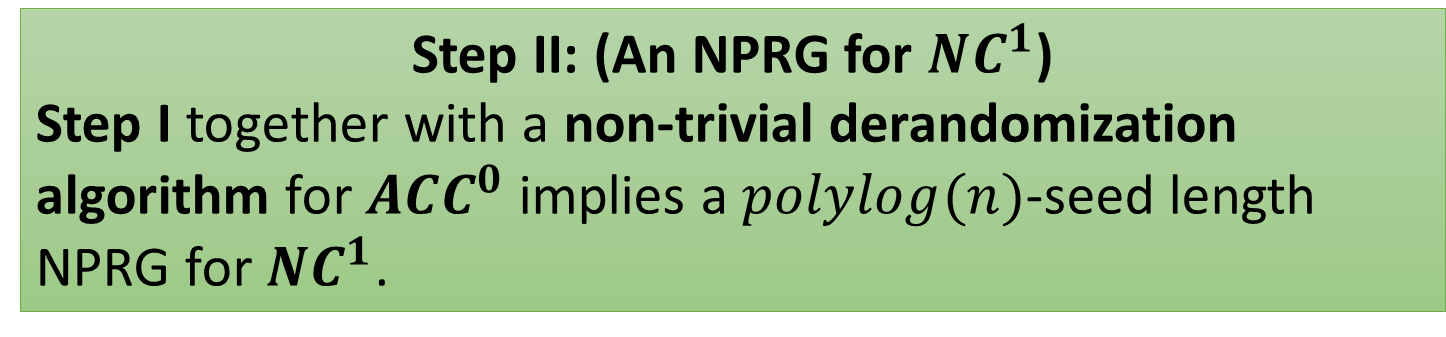 Step II: (An NPRG for NC¹)
Step I together with a non-trivial derandomization
algorithm for ACC⁰ implies a polylog(n)-seed length
NPRG for NC¹.